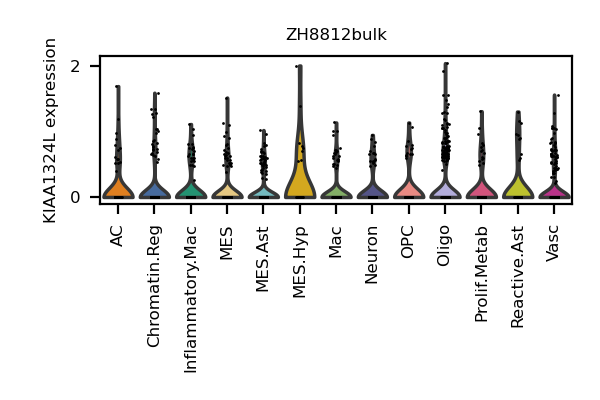 ZH8812bulk
KIAA1324L expression
2
0
AC
Chromatin.Reg
Inflammatory.Mac
MES
MES.Ast
MES.Hyp
Mac
Neuron
OPC
Oligo
Prolif.Metab
Reactive.Ast
Vasc